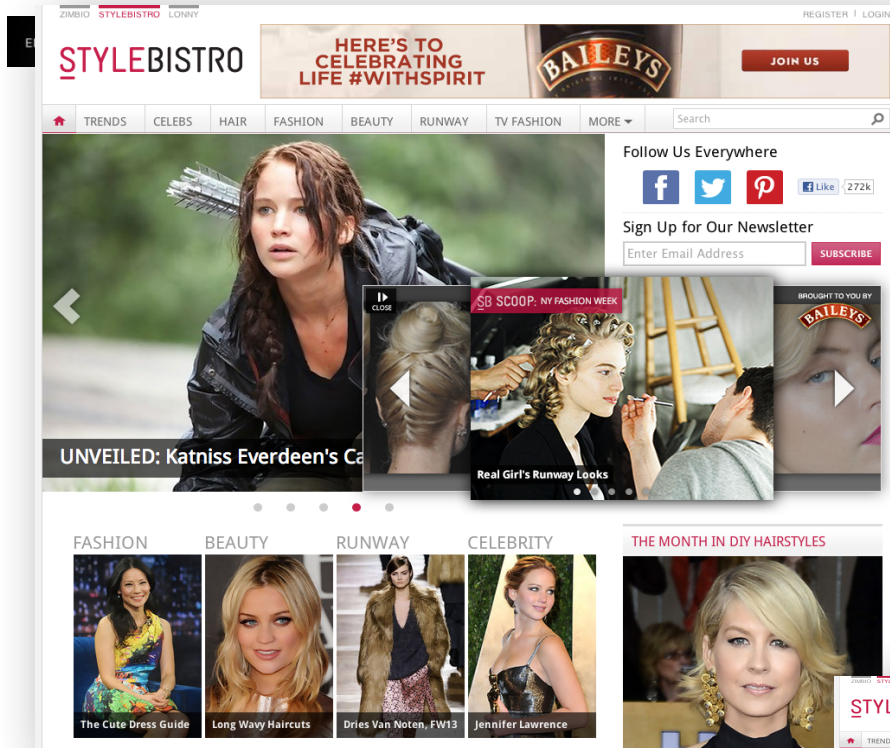 ZIMBIO STYLEBISTRO LONNY
REGISTER | LOGIN
STYLEBISTRO
HERE'S TO
CELEBRATING
LIFE #WITHSPIRIT
BAILEYS
JOIN US
TRENDS CELEBS HAIR FASHION BEAUTY RUNWAY TV FASHION MORE
Search
Follow Us Everywhere
Like 272k
Sign Up for Our Newsletter
Enter Email Address
SUBSCRIBE
CLOSE
SB SCOOP: NY FASHION WEEK
BROUGHT TO YOU BY
BAILEYS
UNVEILED: Katniss Everdeen's Ca
Real Girl's Runway Looks
FASHION BEAUTY RUNWAY CELEBRITY
THE MONTH IN DIY HAIRSTYLES
The Cute Dress Guide
Long Wavy Haircuts
Dries Van Noten, FW13
Jennifer Lawrence
ZIMBIO STY
STYL
TREND